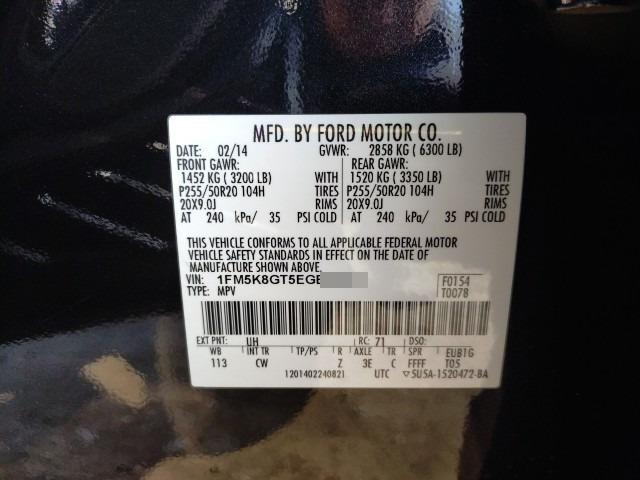 MFD. BY FORD MOTOR CO.
DATE: 02/14 GVWR: 2858 KG ( 6300 LB)
FRONT GAWR: REAR GAWR:
1452 KG ( 3200 LB) WITH 1520 KG ( 3350 LB) WITH
P255/50R20 104H TIRES P255/50R20 104H TIRES
20X9.0J RIMS 20X9.0J RIMS
AT 240 kPa/ 35 PSI COLD AT 240 kPa/ 35 PSI COLD
THIS VEHICLE CONFORMS TO ALL APPLICABLE FEDERAL MOTOR
VEHICLE SAFETY STANDARDS IN EFFECT ON THE DATE OF
MANUFACTURE SHOWN ABOVE.
VIN: 1FM5K8GT5EGB F0154
TYPE: MPV T0078
EXT PNT: UH RC: 71 DSO:
WB INT TR TP/PS R AXLE TR SPR EUB1G
113 CW Z 3E C FFFF T05
1201402240821 UTC 5U5A-1520472-BA